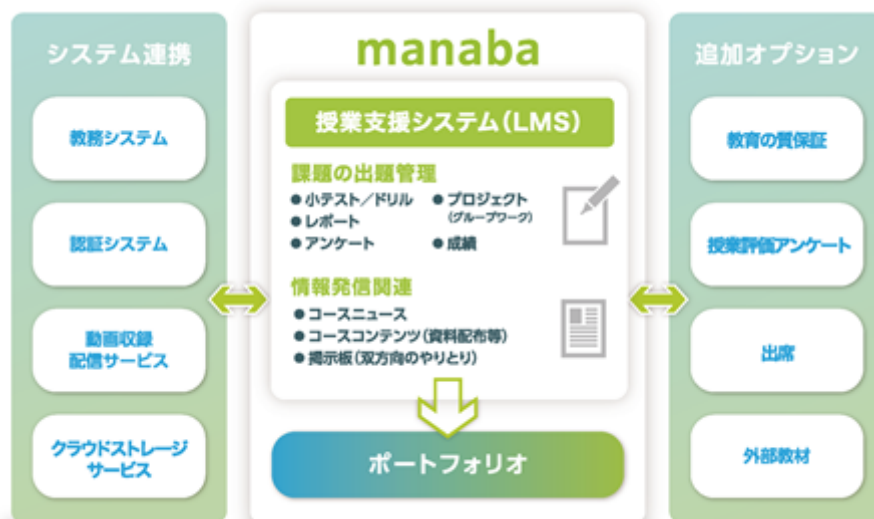 システム連携
教務システム
認証システム
動画収録
配信サービス
クラウドストレージ
サービス
manaba
授業支援システム(LMS)
課題の出題管理
● 小テスト／ドリル
● レポート
● アンケート
● プロジェクト
(グループワーク)
● 成績
情報発信関連
● コースニュース
● コースコンテンツ(資料配布等)
● 掲示板(双方向のやりとり)
ポートフォリオ
追加オプション
教育の質保証
授業評価アンケート
出席
外部教材